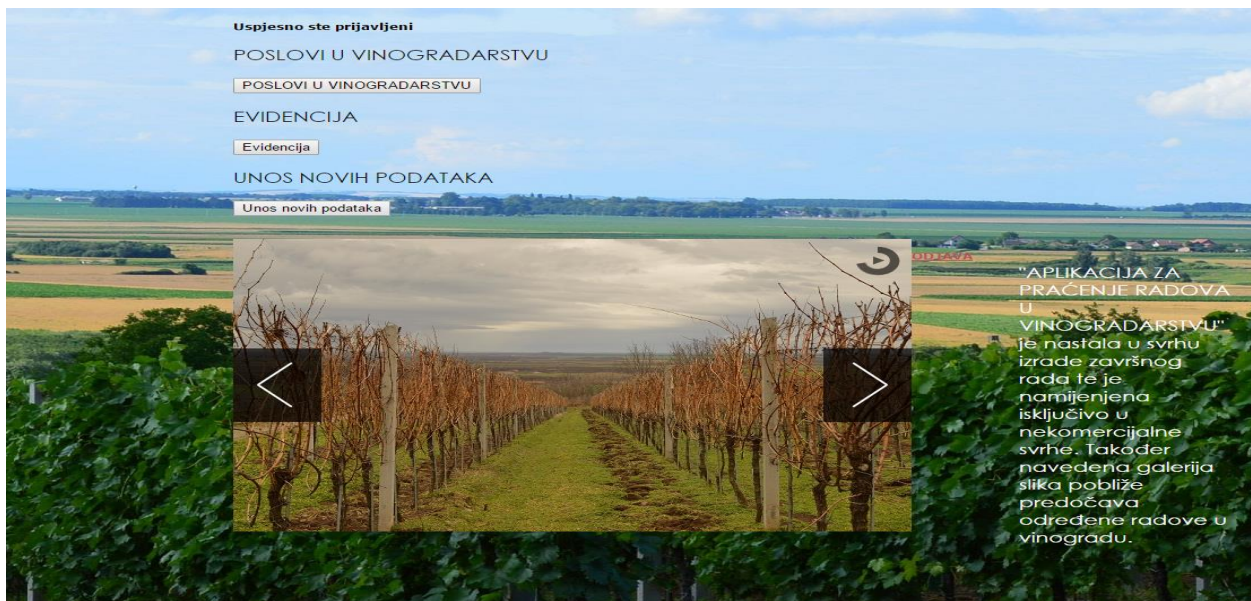 Uspjesno ste prijavljeni
POSLOVI U VINOGRADARSTVU
POSLOVI U VINOGRADARSTVU
EVIDENCIJA
Evidencija
UNOS NOVIH PODATAKA
Unos novih podataka
ODJAVA
"APLIKACIJA ZA
PRAĆENJE RADOVA
U
VINOGRADARSTVU"
je nastala u svrhu
izrade završnog
rada te je
namijenjena
isključivo u
nekomercijalne
svrhe. Također
navedena galerija
slika pobliže
predočava
određene radove u
vinogradu.